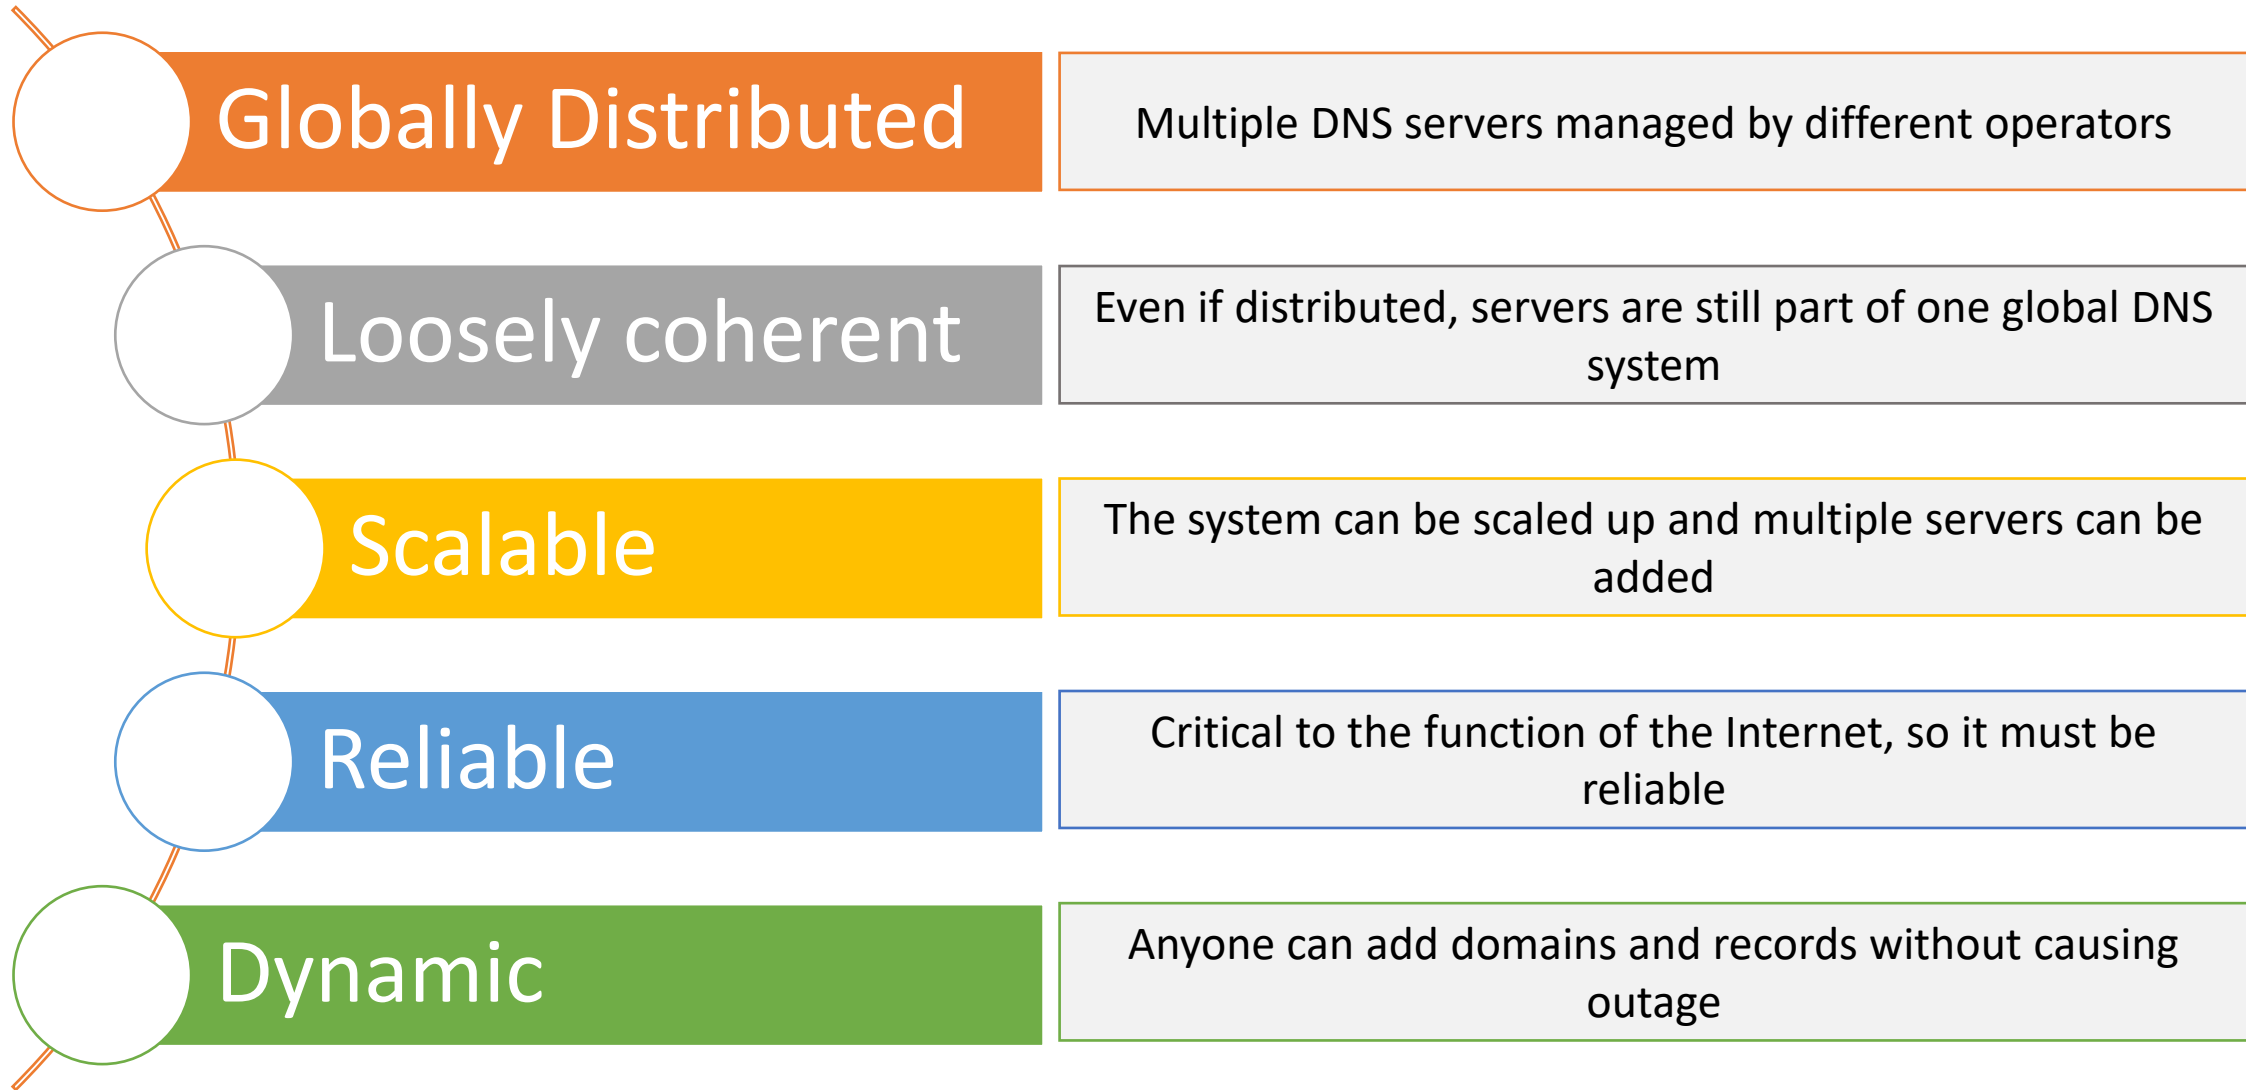 Globally Distributed
Multiple DNS servers managed by different operators
Loosely coherent
Even if distributed, servers are still part of one global DNS
system
Scalable
The system can be scaled up and multiple servers can be
added
Reliable
Critical to the function of the Internet, so it must be
reliable
Dynamic
Anyone can add domains and records without causing
outage